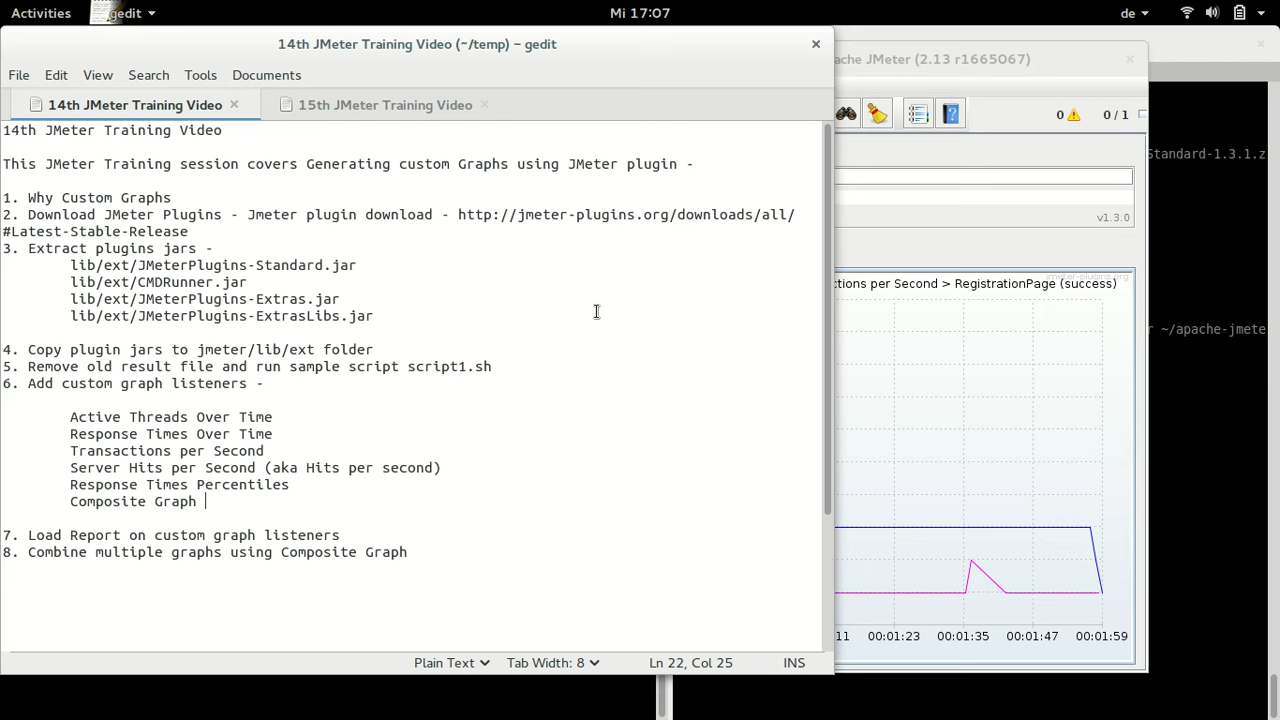 Activities gedit Mi 17:07 de
14th JMeter Training Video (~/temp) – gedit
File Edit View Search Tools Documents
14th JMeter Training Video 15th JMeter Training Video
14th JMeter Training Video
This JMeter Training session covers Generating custom Graphs using JMeter plugin -
1. Why Custom Graphs
2. Download JMeter Plugins - Jmeter plugin download - http://jmeter-plugins.org/downloads/all/
#Latest-Stable-Release
3. Extract plugins jars -
lib/ext/JMeterPlugins-Standard.jar
lib/ext/CMDRunner.jar
lib/ext/JMeterPlugins-Extras.jar
lib/ext/JMeterPlugins-ExtrasLibs.jar
4. Copy plugin jars to jmeter/lib/ext folder
5. Remove old result file and run sample script script1.sh
6. Add custom graph listeners -
Active Threads Over Time
Response Times Over Time
Transactions per Second
Server Hits per Second (aka Hits per second)
Response Times Percentiles
Composite Graph
7. Load Report on custom graph listeners
8. Combine multiple graphs using Composite Graph
Plain Text Tab Width: 8 Ln 22, Col 25 INS
ache JMeter (2.13 r1665067)
0 0 / 1
v1.3.0
jmeter-plugins.org
ctions per Second > RegistrationPage (success)
11 00:01:23 00:01:35 00:01:47 00:01:59
Standard-1.3.1.z
r ~/apache-jmete